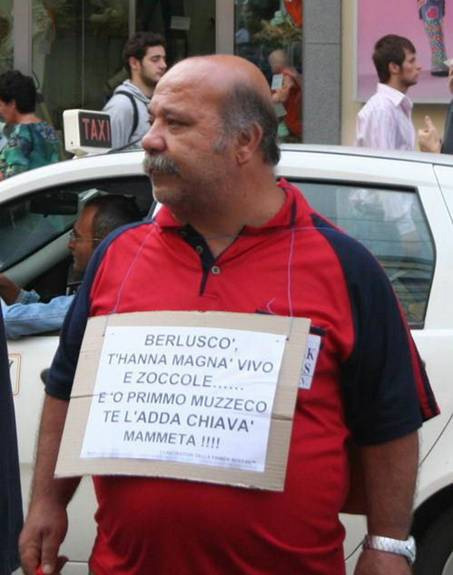 TAXI
BERLUSCO',
T'HANNA MAGNA' VIVO
E ZOCCOLE......
E 'O PRIMMO MUZZECO
TE L'ADDA CHIAVA'
MAMMETA !!!!